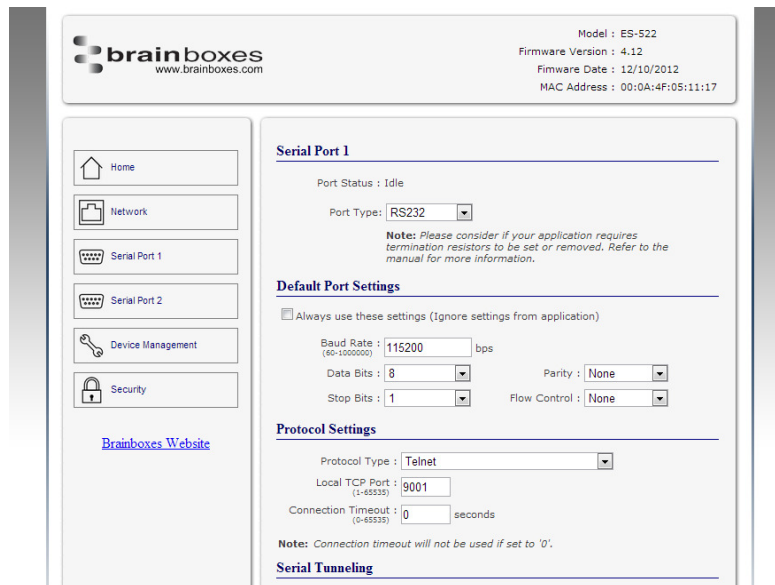 brainboxes
www.brainboxes.com
Model : ES-522
Firmware Version : 4.12
Fimware Date : 12/10/2012
MAC Address : 00:0A:4F:05:11:17
Home
Network
Serial Port 1
Serial Port 2
Device Management
Security
Brainboxes Website
Serial Port 1
Port Status : Idle
Port Type: RS232
Note: Please consider if your application requires
termination resistors to be set or removed. Refer to the
manual for more information.
Default Port Settings
Always use these settings (Ignore settings from application)
Baud Rate : 115200 bps
(60-1000000)
Data Bits : 8 Parity : None
Stop Bits : 1 Flow Control : None
Protocol Settings
Protocol Type : Telnet
Local TCP Port : 9001
(1-65535)
Connection Timeout : 0 seconds
(0-65535)
Note: Connection timeout will not be used if set to '0'.
Serial Tunneling